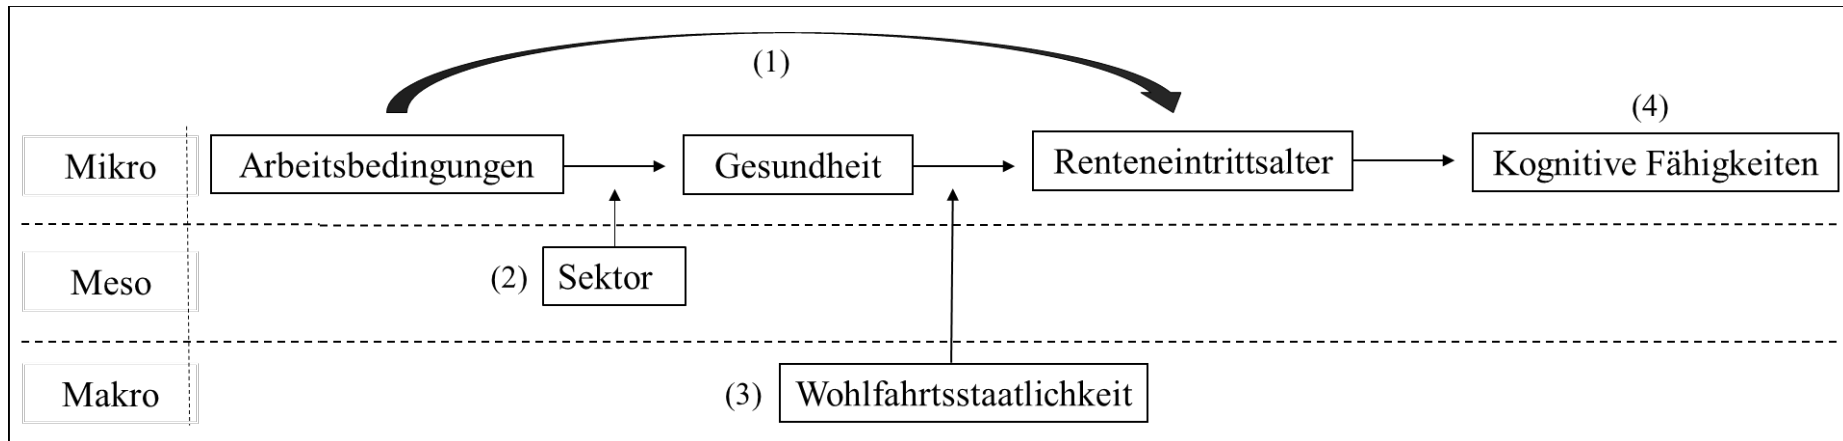 (1)
(4)
Mikro
Arbeitsbedingungen
Gesundheit
Renteneintrittsalter
Kognitive Fähigkeiten
Meso
(2)
Sektor
Makro
(3)
Wohlfahrtsstaatlichkeit